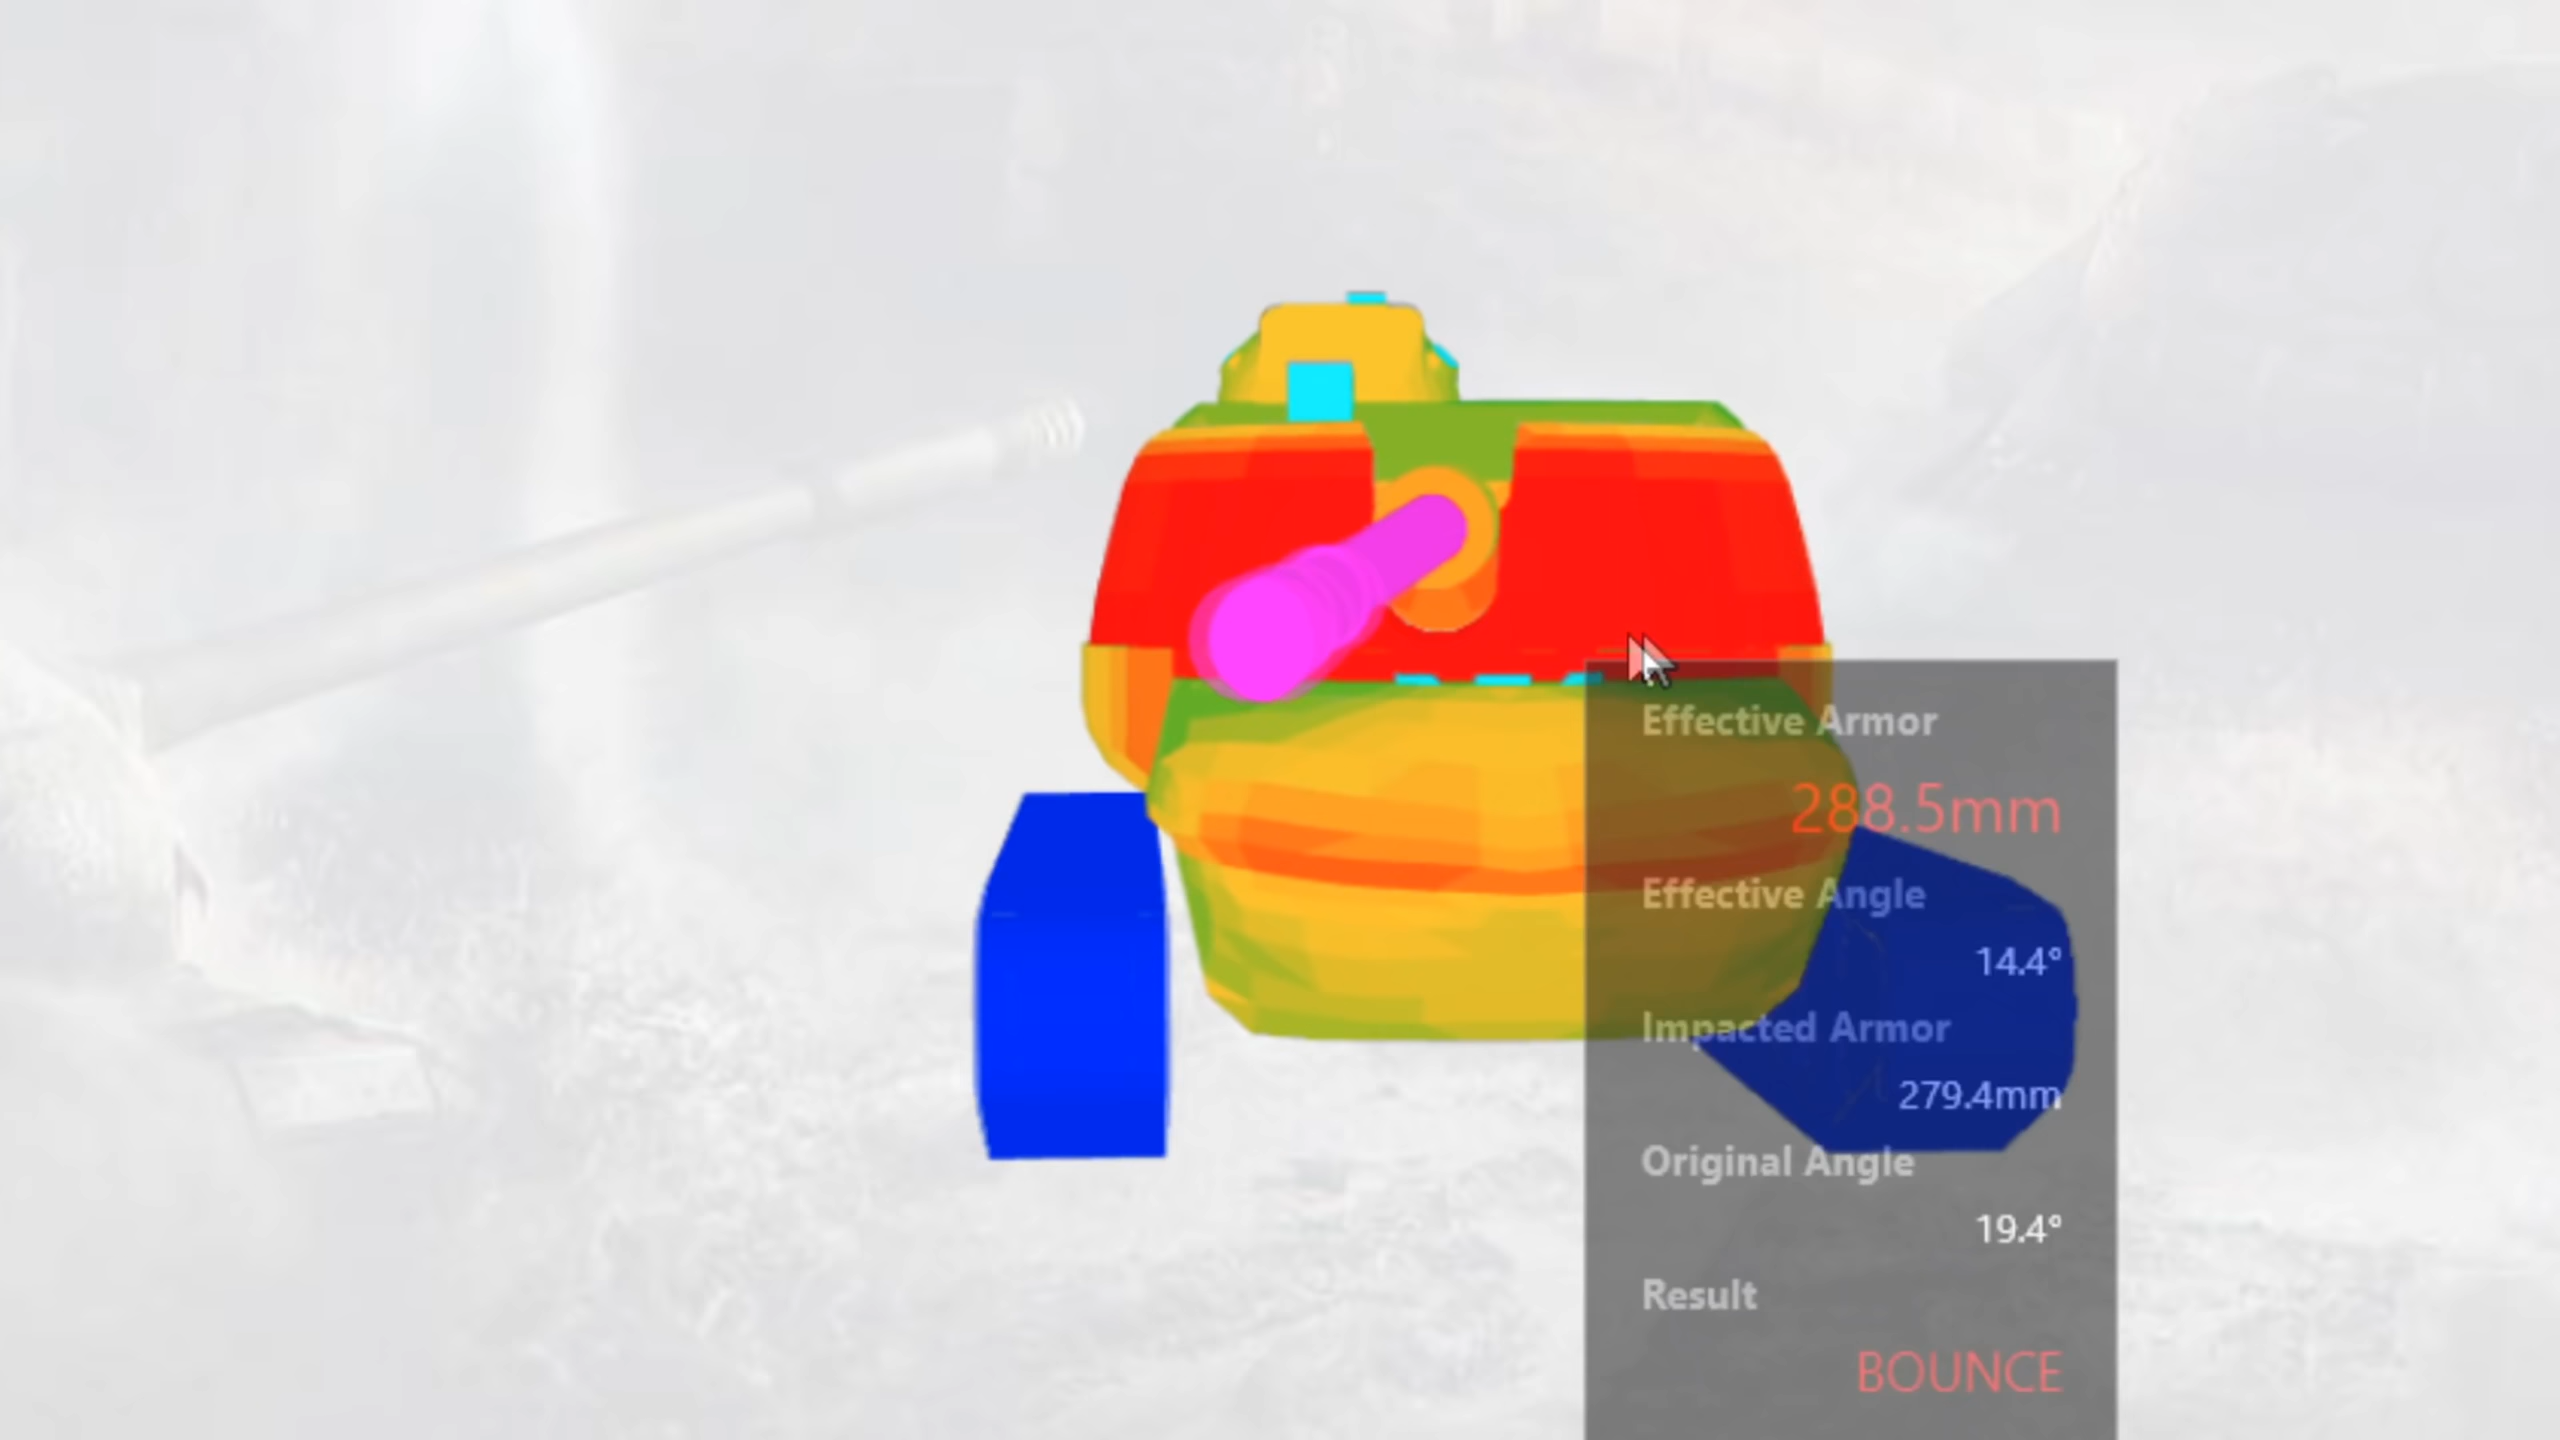 Effective Armor
288.5mm
Effective Angle
14.4°
Impacted Armor
279.4mm
Original Angle
19.4°
Result
BOUNCE